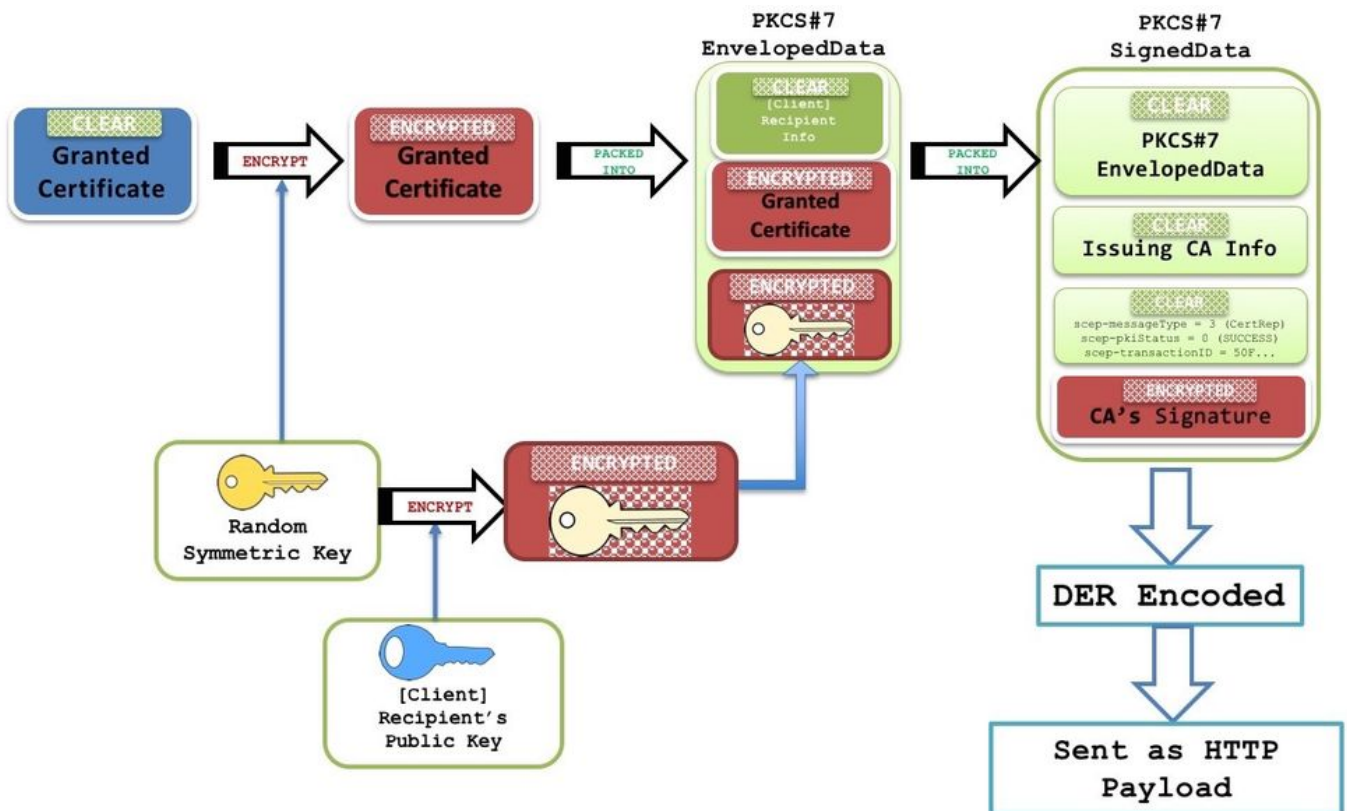 PKCS#7
EnvelopedData
PKCS#7
SignedData
CLEAR
Granted
Certificate
ENCRYPT
ENCRYPTED
Granted
Certificate
PACKED
INTO
CLEAR
[Client]
Recipient
Info
ENCRYPTED
Granted
Certificate
ENCRYPTED
PACKED
INTO
CLEAR
PKCS#7
EnvelopedData
CLEAR
Issuing CA Info
CLEAR
scep-messageType = 3 (CertRep)
scep-pkiStatus = 0 (SUCCESS)
scep-transactionID = 50F...
ENCRYPTED
CA's Signature
Random
Symmetric Key
ENCRYPT
ENCRYPTED
[Client]
Recipient's
Public Key
DER Encoded
Sent as HTTP
Payload